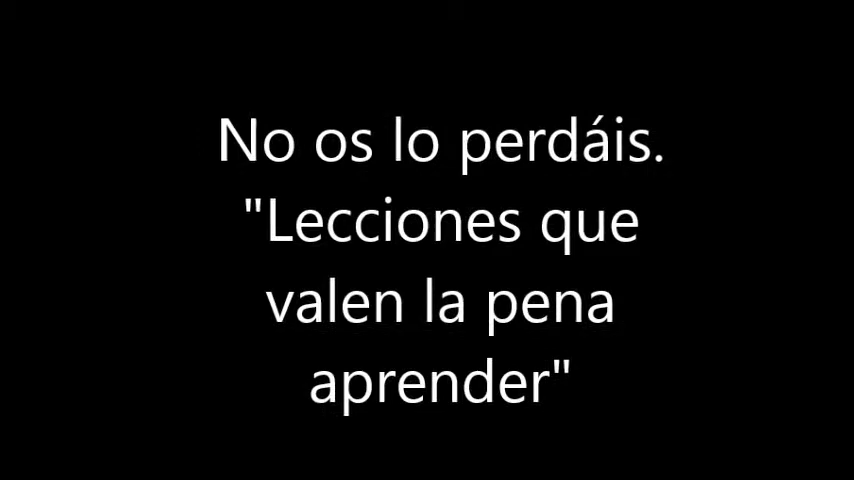 No os lo perdáis.
"Lecciones que
valen la pena
aprender"